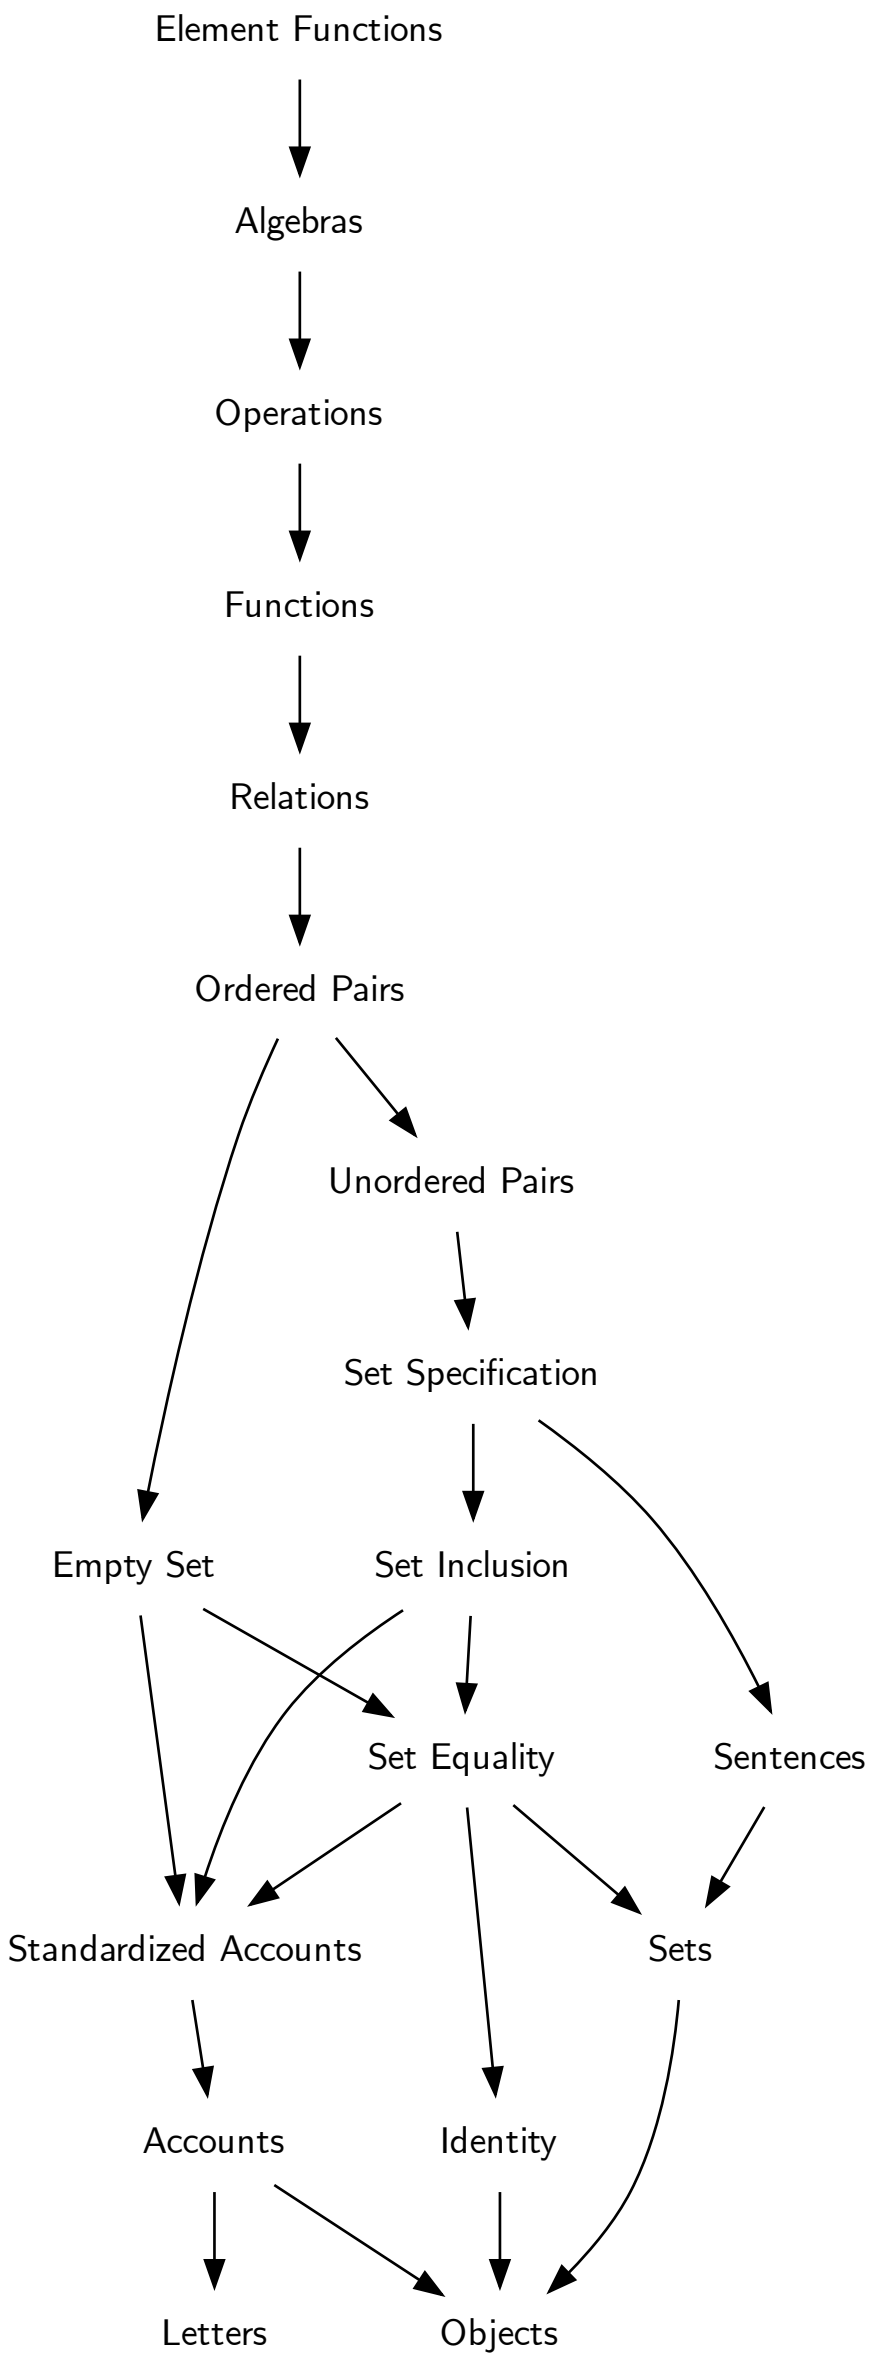 Element Functions
Algebras
Operations
Functions
Relations
Ordered Pairs
Unordered Pairs
Set Specification
Empty Set
Set Inclusion
Set Equality
Sentences
Standardized Accounts
Sets
Accounts
Identity
Letters
Objects